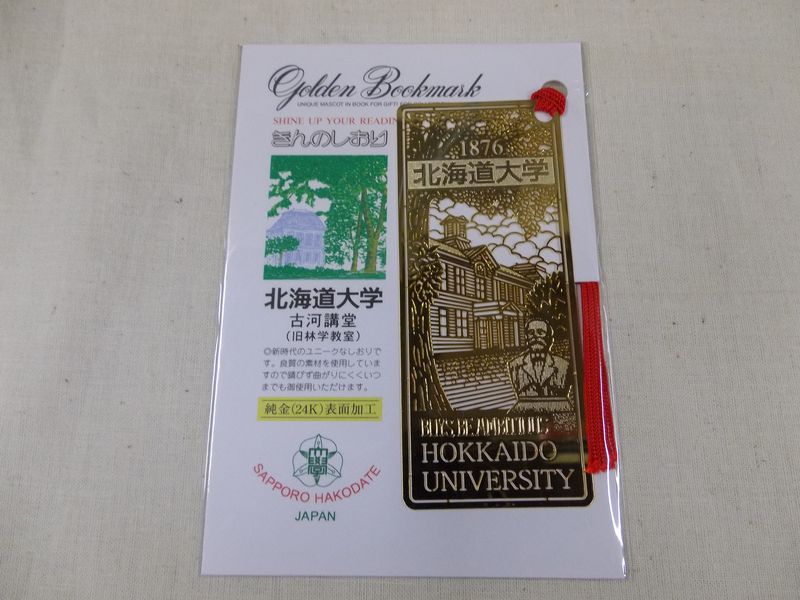 Golden Bookmark
UNIQUE MASCOT IN BOOK FOR GIFT!
SHINE UP YOUR READIN
きんのしおり
北海道大学
古河講堂
(旧林学教室)
◎新時代のユニークなしおりで
す。良質の素材を使用していま
すので錆びず曲がりにくくいつ
までも御使用いただけます。
純金(24K)表面加工
SAPPORO HAKODATE
JAPAN
1876
北海道大学
BOYS, BE AMBITIOUS
HOKKAIDO
UNIVERSITY